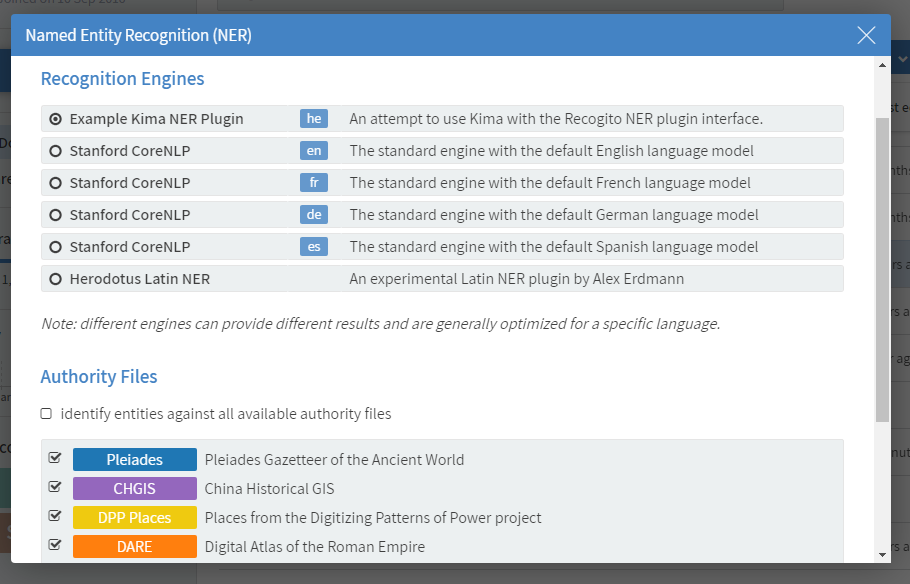 Named Entity Recognition (NER)
Recognition Engines
Example Kima NER Plugin he An attempt to use Kima with the Recogito NER plugin interface.
Stanford CoreNLP en The standard engine with the default English language model
Stanford CoreNLP fr The standard engine with the default French language model
Stanford CoreNLP de The standard engine with the default German language model
Stanford CoreNLP es The standard engine with the default Spanish language model
Herodotus Latin NER An experimental Latin NER plugin by Alex Erdmann
Note: different engines can provide different results and are generally optimized for a specific language.
Authority Files
identify entities against all available authority files
Pleiades Pleiades Gazetteer of the Ancient World
CHGIS China Historical GIS
DPP Places Places from the Digitizing Patterns of Power project
DARE Digital Atlas of the Roman Empire